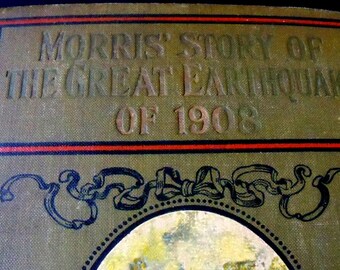 MORRIS' STORY OF
THE GREAT EARTHQUAK
OF 1908